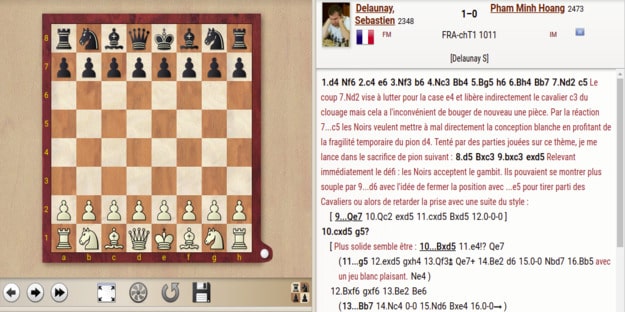 8
7
6
5
4
3
2
1
a b c d e f g h
Delaunay, Sebastien 2348
FM
1–0
FRA-chT1 1011
Pham Minh Hoang 2473
IM
[Delaunay S]
1.d4 Nf6 2.c4 e6 3.Nf3 b6 4.Nc3 Bb4 5.Bg5 h6 6.Bh4 Bb7 7.Nd2 c5 Le
coup 7.Nd2 vise à lutter pour la case e4 et libère indirectement le cavalier c3 du
clouage mais cela a l'inconvénient de bouger de nouveau une pièce. Par la réaction
7...c5 les Noirs veulent mettre à mal directement la conception blanche en profitant de
la fragilité temporaire du pion d4. Tenté par des parties jouées sur ce thème, je me
lance dans le sacrifice de pion suivant : 8.d5 Bxc3 9.bxc3 exd5 Relevant
immédiatement le défi : les Noirs acceptent le gambit. Ils pouvaient se montrer plus
souple par 9...d6 avec l'idée de fermer la position avec ...e5 pour tirer parti des
Cavaliers ou alors de retarder la prise avec une suite du style :
[ 9...Qe7 10.Qc2 exd5 11.cxd5 Bxd5 12.0-0-0 ]
10.cxd5 g5?
[ Plus solide semble être : 10...Bxd5 11.e4!? Qe7
(11...g5 12.exd5 gxh4 13.Qf3‡ Qe7+ 14.Be2 d6 15.0-0 Nbd7 16.Bb5 avec
un jeu blanc plaisant. Ne4 )
12.Bxf6 gxf6 13.Be2 Be6
(13...Bb7 14.Nc4 0-0 15.Nd6 Bxe4 16.0-0→ )